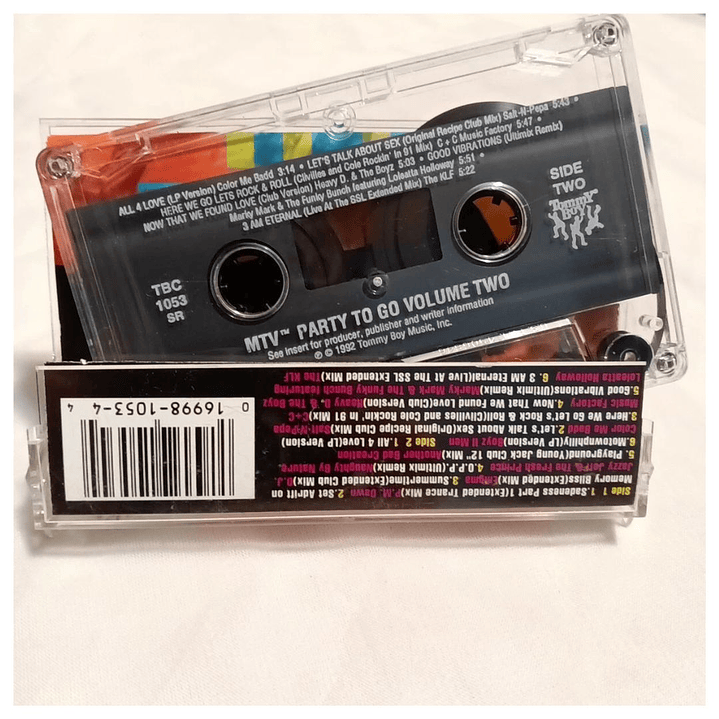 ALL 4 LOVE (LP Version) Color Me Badd 3:14 • LET'S TALK ABOUT SEX (Original Recipe Club Mix) Salt-N-Pepa 5:43 •
HERE WE GO LETS ROCK & ROLL (Clivilles and Cole Rockin' in 91 Mix) C + C Music Factory 5:47 •
NOW THAT WE FOUND LOVE (Club Version) Heavy D. & The Boyz 5:03 • GOOD VIBRATIONS (Ultimix Remix)
Marky Mark & The Funky Bunch featuring Loleatta Holloway 5:51 •
3 AM ETERNAL (Live At The SSL Extended Mix) The KLF 5:22
SIDE
TWO
Tommy
BOY
TBC
1053
SR
MTV™ PARTY TO GO VOLUME TWO
See insert for producer, publisher and writer information
℗ © 1992 Tommy Boy Music, Inc.
Side 1 1. Sadeness Part 1(Extended Trance Mix)P.M. Dawn 2.Set Adrift on
Memory Bliss(Extended Mix)Enigma 3.Summertime(Extended Club Mix)D.J.
Jazzy Jeff& The Fresh Prince 4.O.P.P.(Ultimix Remix)Naughty By Nature
5. Playground(Young Jack Club 12" Mix)Another Bad Creation
6.Motownphilly(LP Version)Boyz II Men Side 2 1.All 4 Love(LP Version)
Color Me Badd 2.Let's Talk About Sex(Original Recipe Club Mix)Salt-N-Pepa
3.Here We Go Let's Rock & Roll(Clivilles and Cole Rockin' in 91 Mix)C+C
Music Factory 4.Now That We Found Love(Club Version)Heavy D. & The Boyz
5.Good Vibrations(Ultimix Remix)Marky Mark & The Funky Bunch featuring
Loleatta Holloway 6. 3 AM Eternal(live At The SSL Extended Mix)The KLF
0 16998-1053-4 4